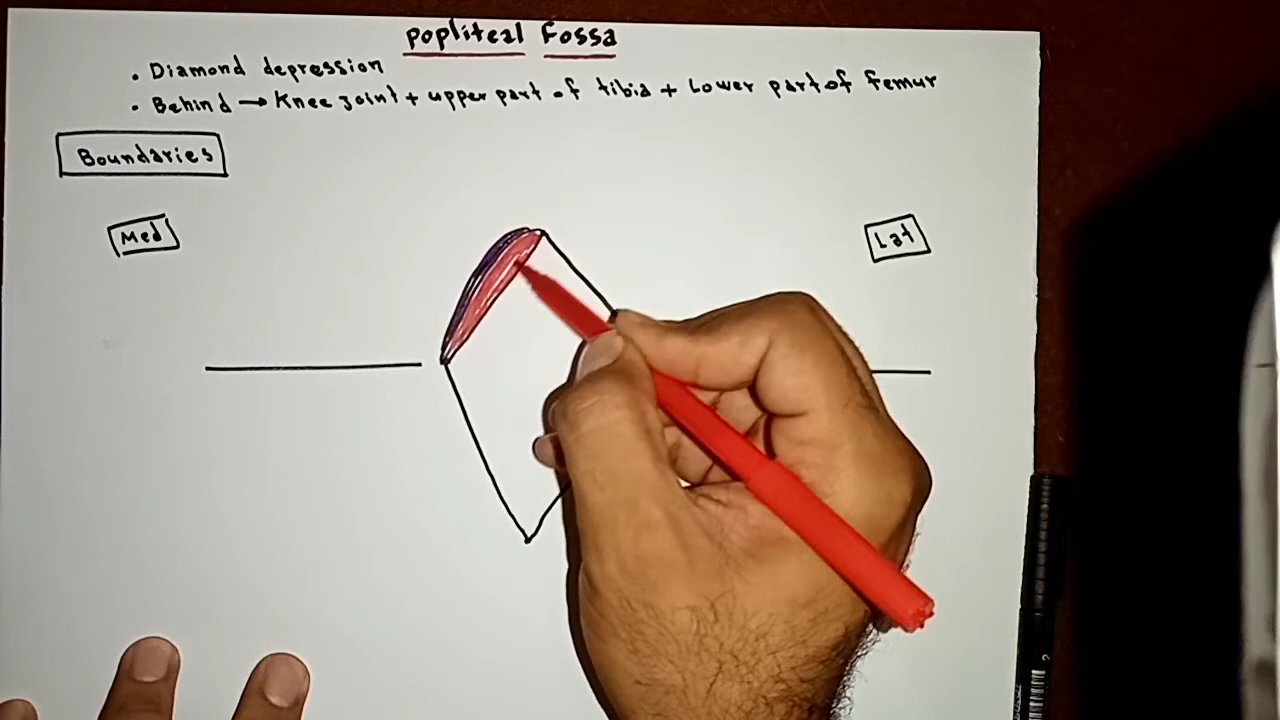 popliteal Fossa
• Diamond depression
• Behind → Knee joint + upper part of tibia + Lower part of Femur
Boundaries
Med
Lat